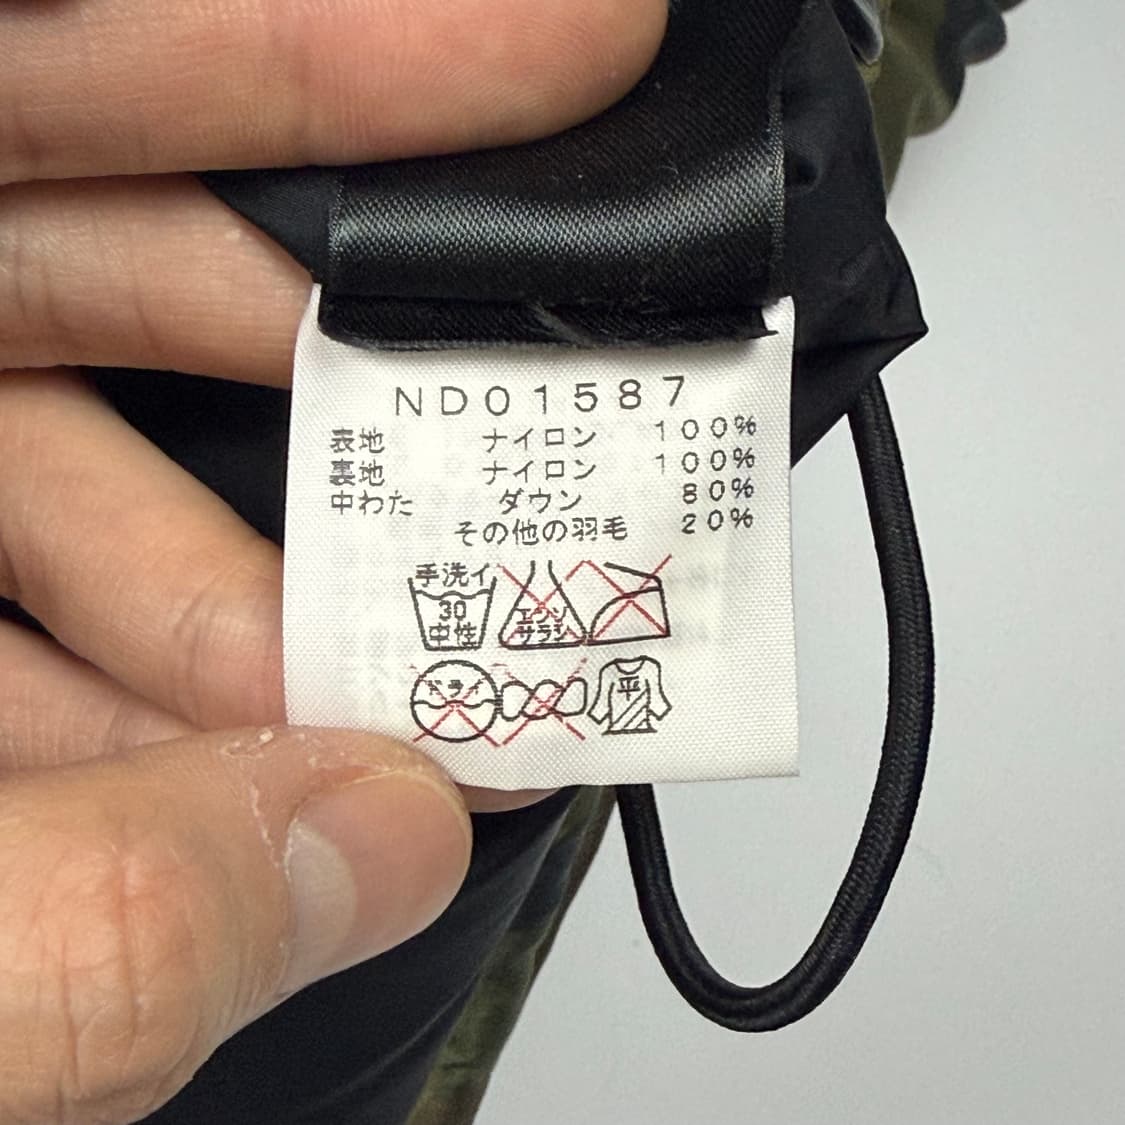 ND01587
表地 ナイロン 100%
裏地 ナイロン 100%
中わた ダウン 80%
その他の羽毛 20%
手洗イ
30
中性
エンソ
サラシ
ドライ
平